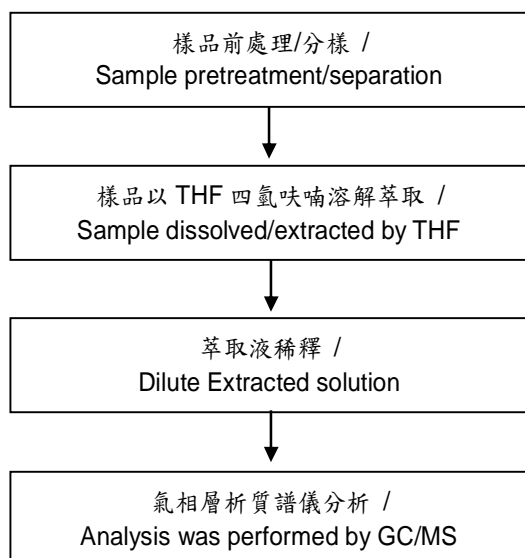 樣品前處理/分樣 /
Sample pretreatment/separation
樣品以 THF 四氫呋喃溶解萃取 /
Sample dissolved/extracted by THF
萃取液稀釋 /
Dilute Extracted solution
氣相層析質譜儀分析 /
Analysis was performed by GC/MS